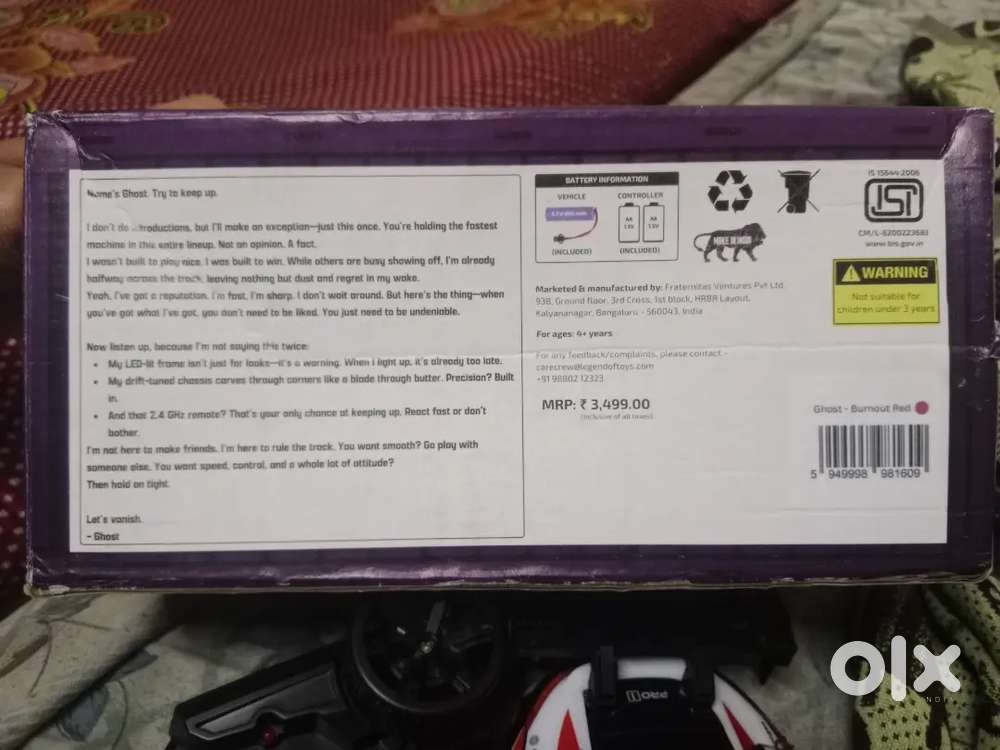 Name's Ghost. Try to keep up.
I don't do introductions, but I'll make an exception—just this once. You're holding the fastest
machine in this entire lineup. Not an opinion. A fact.
I wasn't built to play nice. I was built to win. While others are busy showing off, I'm already
halfway across the track, leaving nothing but dust and regret in my wake.
Yeah, I've got a reputation. I'm fast. I'm sharp. I don't wait around. But here's the thing—when
you've got what I've got, you don't need to be liked. You just need to be undeniable.
Now listen up, because I'm not saying this twice:
• My LED-lit frame isn't just for looks—it's a warning. When I light up, it's already too late.
• My drift-tuned chassis carves through corners like a blade through butter. Precision? Built
in.
• And that 2.4 GHz remote? That's your only chance at keeping up. React fast or don't
bother.
I'm not here to make friends. I'm here to rule the track. You want smooth? Go play with
someone else. You want speed, control, and a whole lot of attitude?
Then hold on tight.
Let's vanish.
- Ghost
BATTERY INFORMATION
VEHICLE CONTROLLER
AA AA
1.5V 1.5V
(INCLUDED) (INCLUDED)
MAKE IN INDIA
IS 15644:2006
ISI
CM/L-6200223683
www.bis.gov.in
WARNING
Not suitable for
children under 3 years
Marketed & manufactured by: Fraternitas Ventures Pvt Ltd.
938, Ground floor, 3rd Cross, 1st block, HRBR Layout,
Kalyananagar, Bengaluru - 560043, India
For ages: 4+ years
For any feedback/complaints, please contact -
carecrew@legendoftoys.com
+91 98802 12323
MRP: ₹ 3,499.00
(Inclusive of all taxes)
Ghost - Burnout Red
5 949998 981609
PRO
olx
INDIA